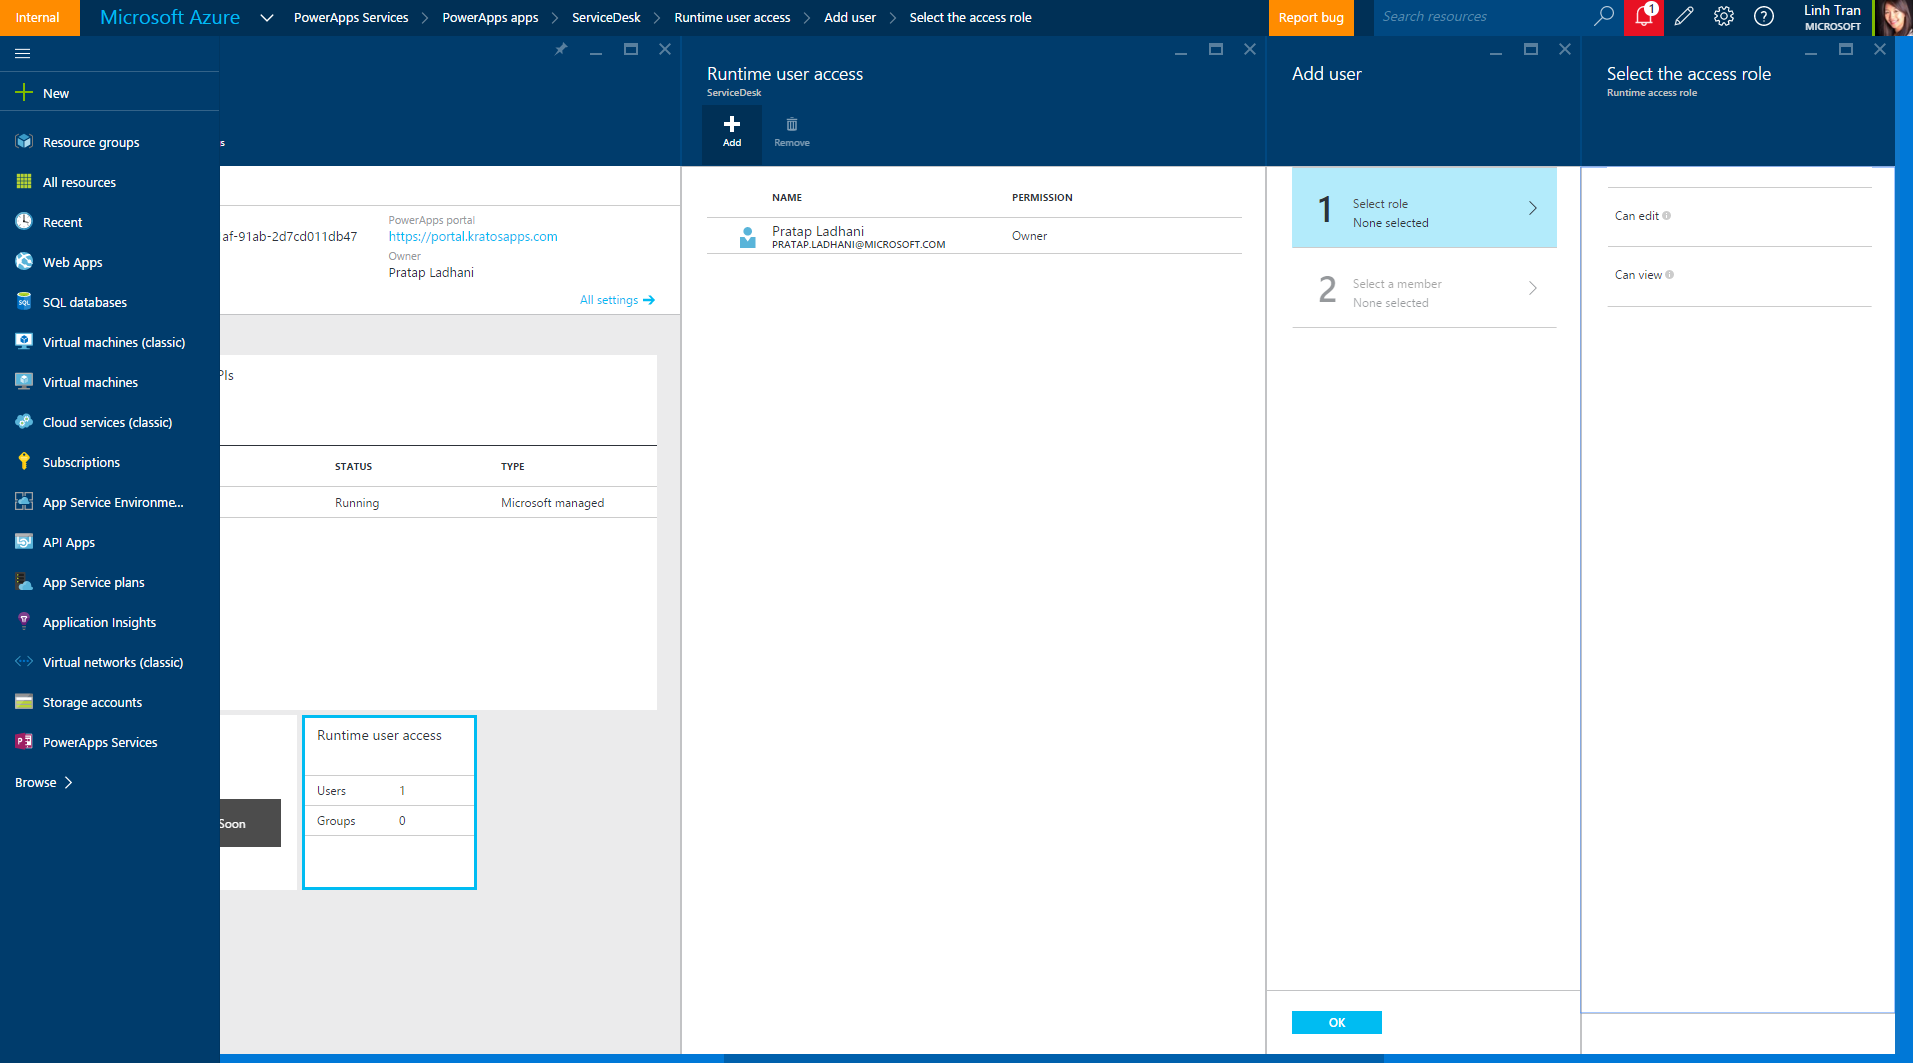 Internal
Microsoft Azure
PowerApps Services > PowerApps apps > ServiceDesk > Runtime user access > Add user > Select the access role
Report bug
Search resources
1
Linh Tran
MICROSOFT
New
Resource groups
All resources
Recent
Web Apps
SQL databases
Virtual machines (classic)
Virtual machines
Cloud services (classic)
Subscriptions
App Service Environme...
API Apps
App Service plans
Application Insights
Virtual networks (classic)
Storage accounts
PowerApps Services
Browse >
s
af-91ab-2d7cd011db47
PowerApps portal
https://portal.kratosapps.com
Owner
Pratap Ladhani
All settings →
PIs
STATUS TYPE
Running Microsoft managed
Soon
Runtime user access
Users 1
Groups 0
Runtime user access
ServiceDesk
Add Remove
NAME PERMISSION
Pratap Ladhani Owner
PRATAP.LADHANI@MICROSOFT.COM
Add user
1 Select role
None selected
2 Select a member
None selected
OK
Select the access role
Runtime access role
Can edit
Can view